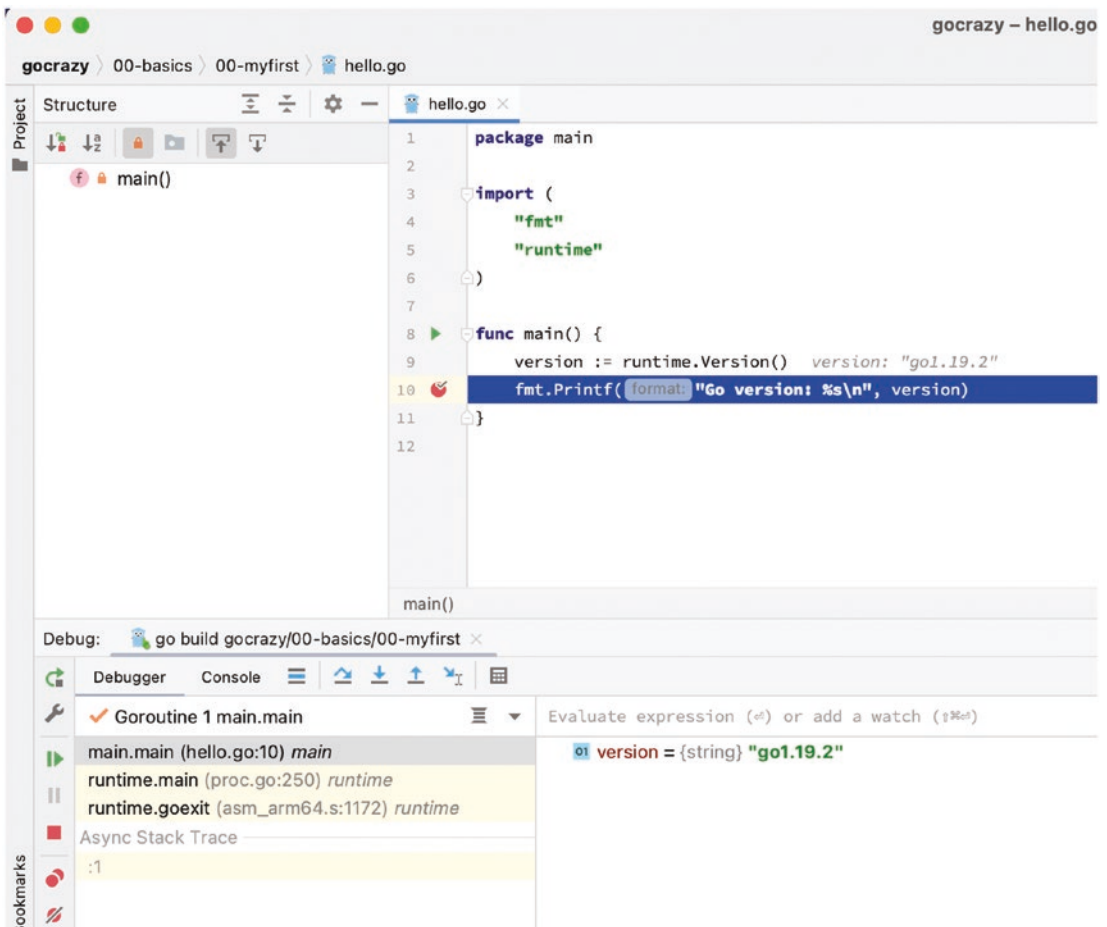 gocrazy – hello.go
gocrazy 00-basics 00-myfirst hello.go
Project
Structure
hello.go
main()
1 package main
2
3 import (
4 "fmt"
5 "runtime"
6 )
7
8 func main() {
9 version := runtime.Version() version: "go1.19.2"
10 fmt.Printf( format: "Go version: %s\n", version)
11 }
12
main()
Debug: go build gocrazy/00-basics/00-myfirst
Debugger Console
Goroutine 1 main.main
Evaluate expression (⏎) or add a watch (⇧⌘⏎)
main.main (hello.go:10) main
runtime.main (proc.go:250) runtime
runtime.goexit (asm_arm64.s:1172) runtime
Async Stack Trace
:1
version = {string} "go1.19.2"
ookmarks